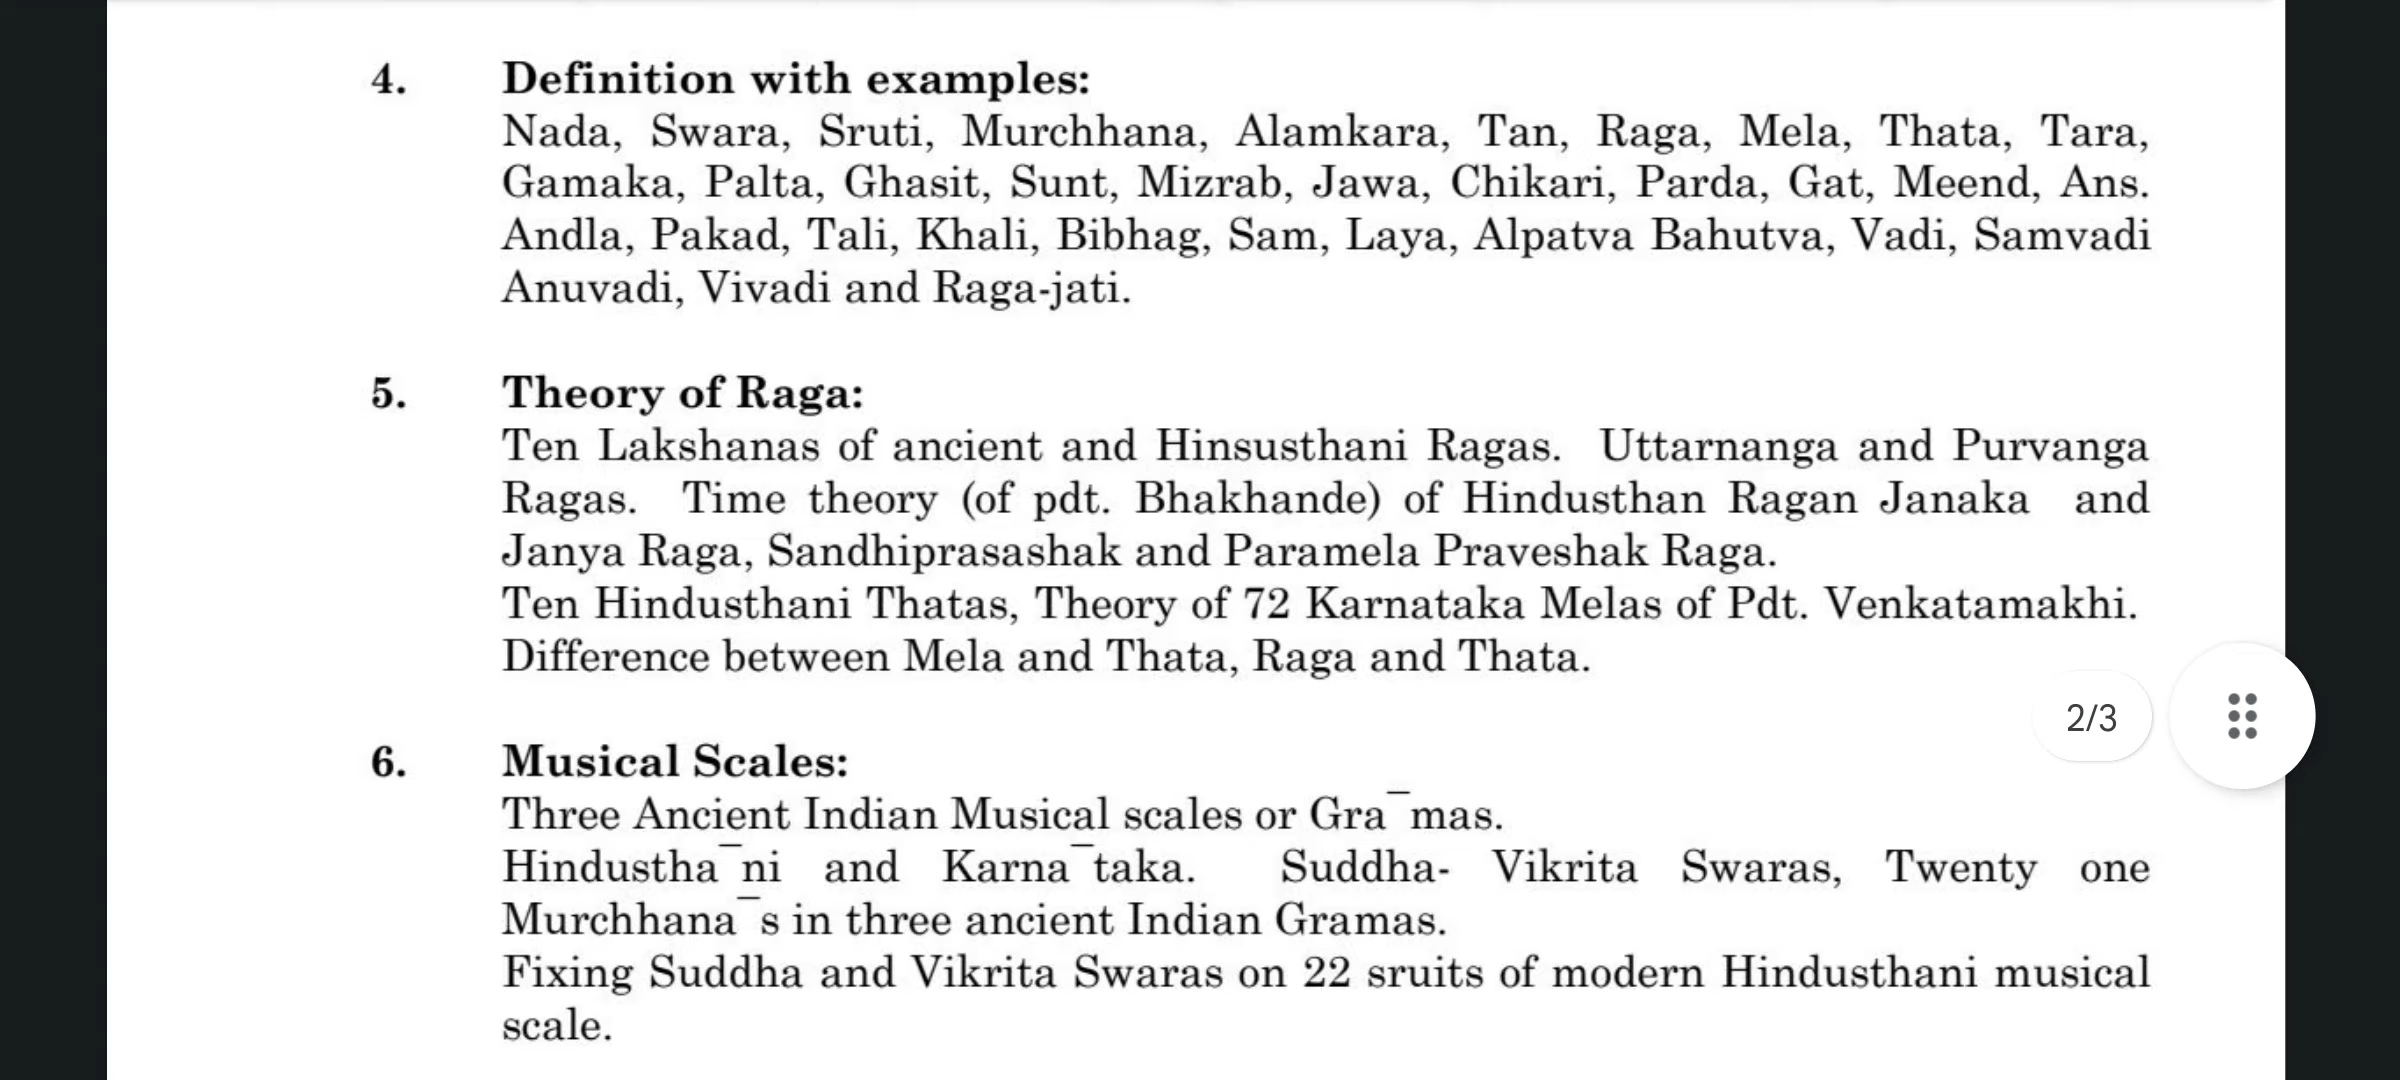 4. Definition with examples:
Nada, Swara, Sruti, Murchhana, Alamkara, Tan, Raga, Mela, Thata, Tara,
Gamaka, Palta, Ghasit, Sunt, Mizrab, Jawa, Chikari, Parda, Gat, Meend, Ans.
Andla, Pakad, Tali, Khali, Bibhag, Sam, Laya, Alpatva Bahutva, Vadi, Samvadi
Anuvadi, Vivadi and Raga-jati.
5. Theory of Raga:
Ten Lakshanas of ancient and Hinsusthani Ragas. Uttarnanga and Purvanga
Ragas. Time theory (of pdt. Bhakhande) of Hindusthan Ragan Janaka and
Janya Raga, Sandhiprasashak and Paramela Praveshak Raga.
Ten Hindusthani Thatas, Theory of 72 Karnataka Melas of Pdt. Venkatamakhi.
Difference between Mela and Thata, Raga and Thata.
2/3
6. Musical Scales:
Three Ancient Indian Musical scales or Gra¯mas.
Hindustha¯ni and Karna¯taka. Suddha- Vikrita Swaras, Twenty one
Murchhana¯s in three ancient Indian Gramas.
Fixing Suddha and Vikrita Swaras on 22 sruits of modern Hindusthani musical
scale.